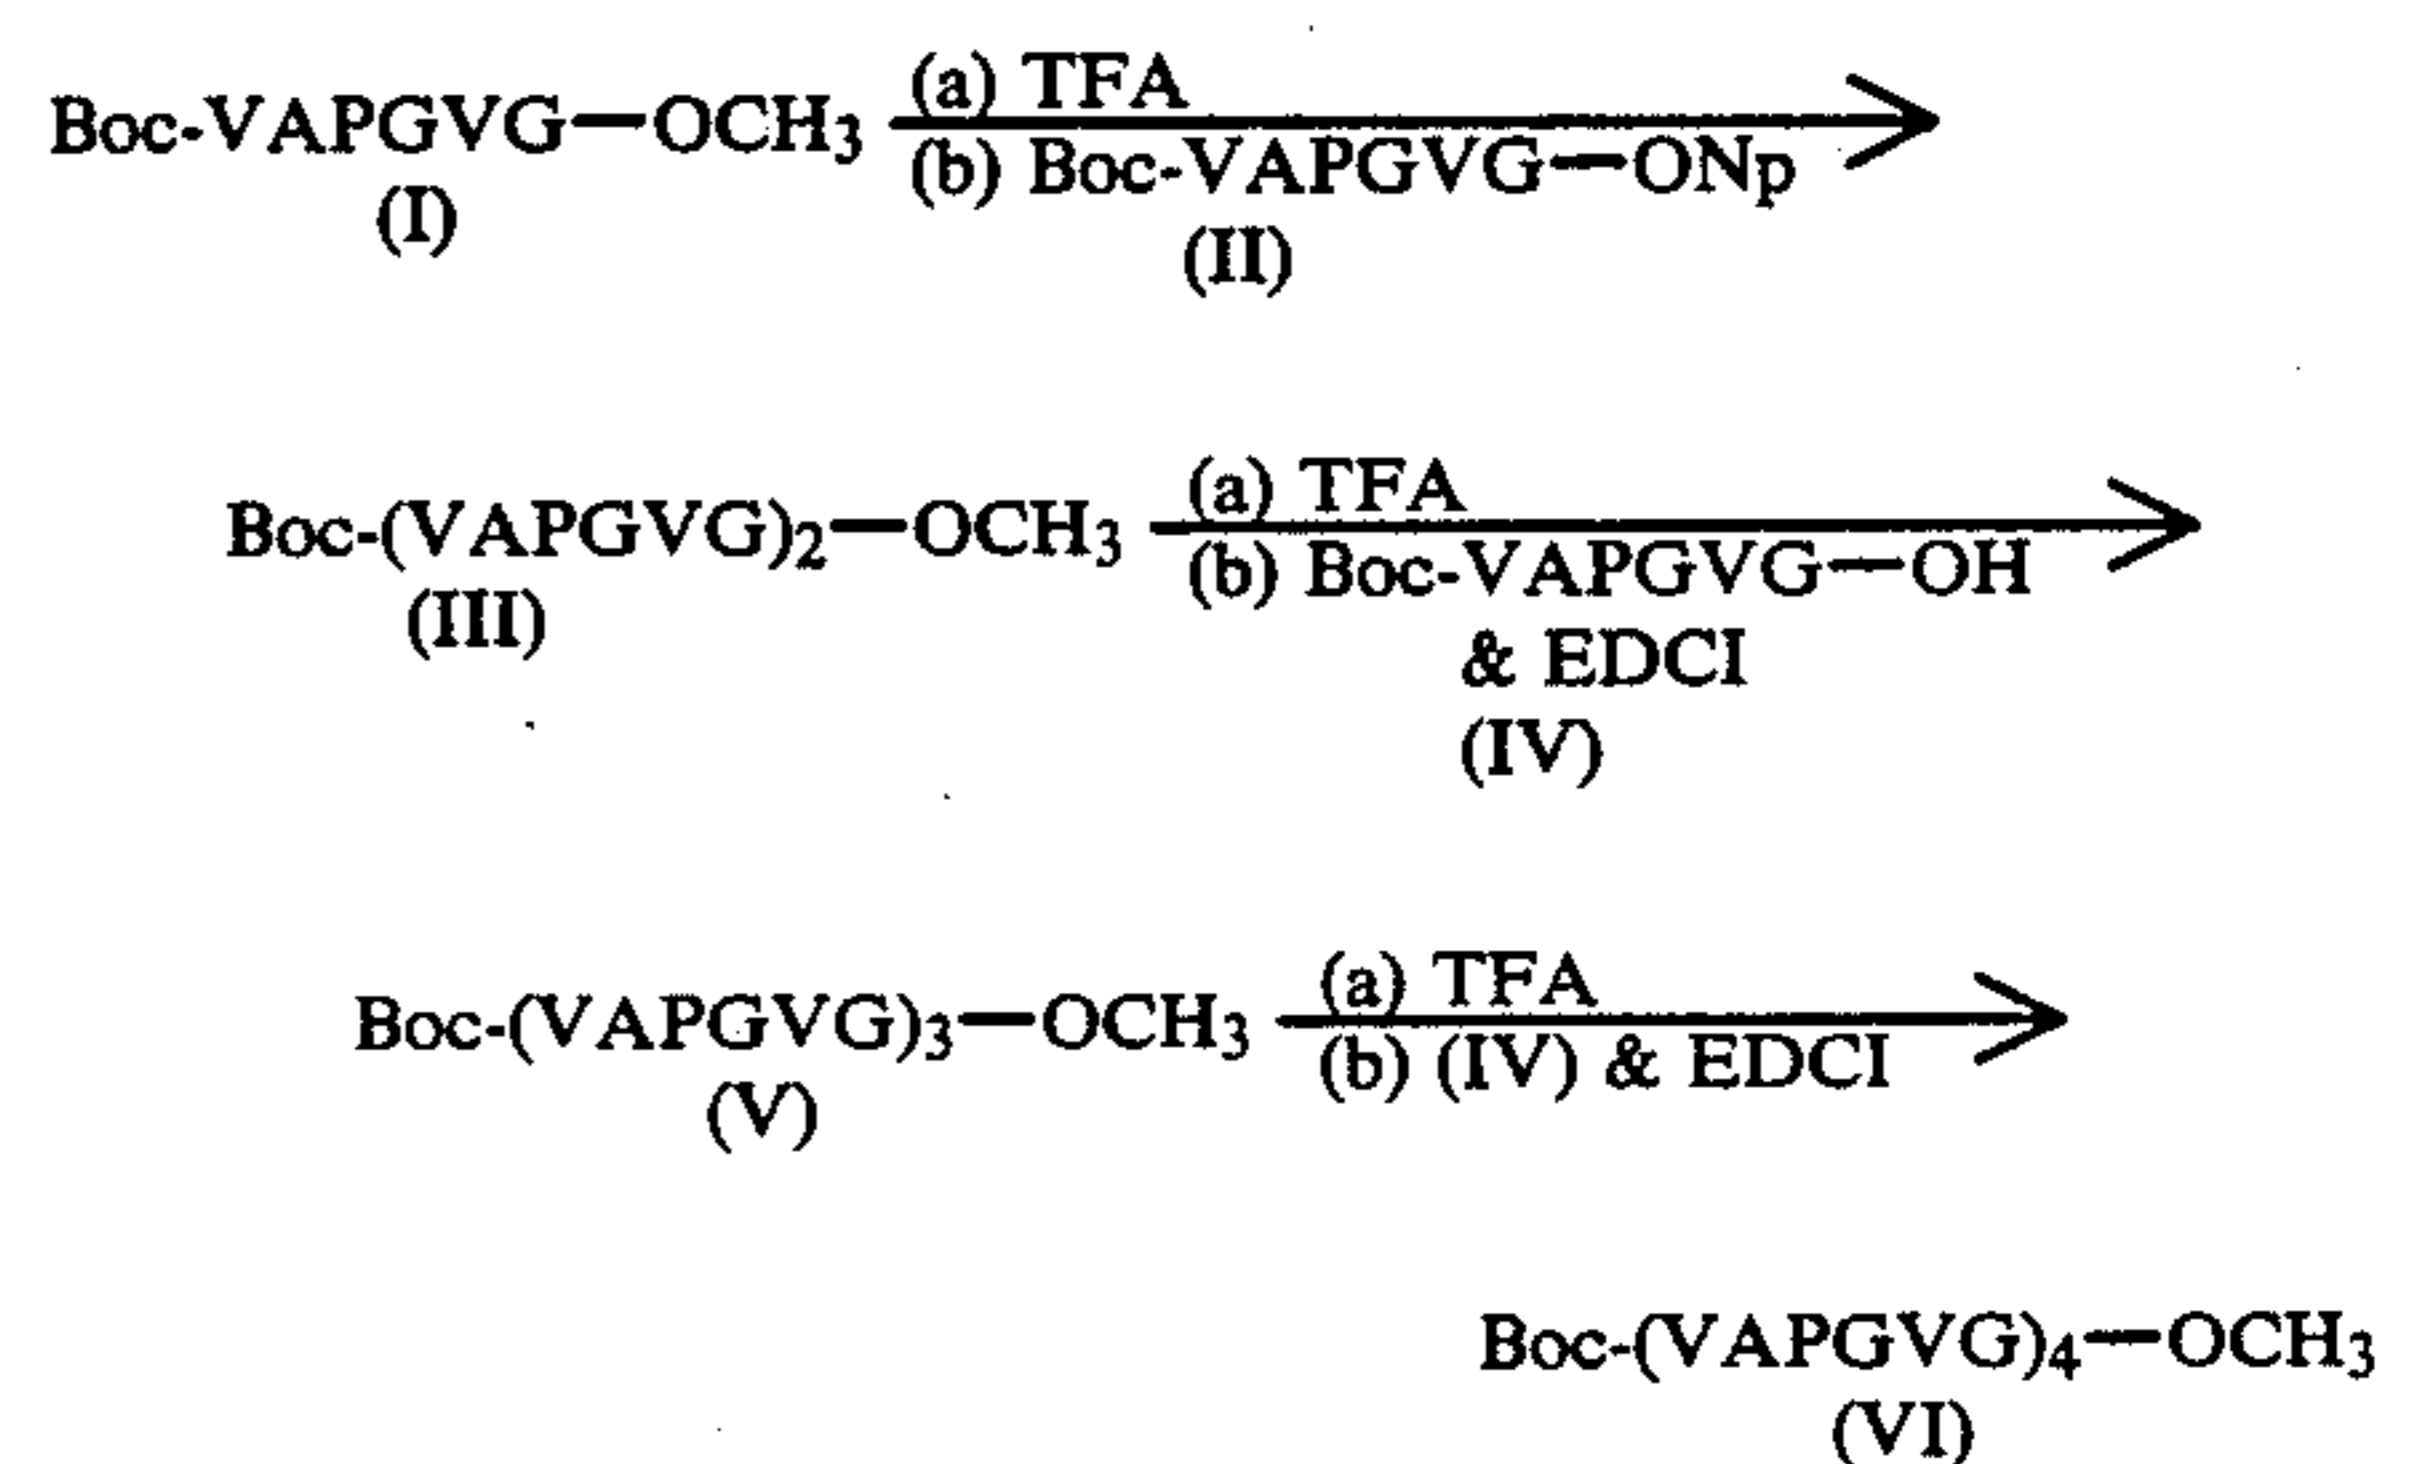 Boc-VAPGVG—OCH3 (a) TFA
(b) Boc-VAPGVG—ONp
(I)
(II)
Boc-(VAPGVG)2—OCH3 (a) TFA
(b) Boc-VAPGVG—OH
(III)
& EDCI
(IV)
Boc-(VAPGVG)3—OCH3 (a) TFA
(b) (IV) & EDCI
(V)
Boc-(VAPGVG)4—OCH3
(VI)